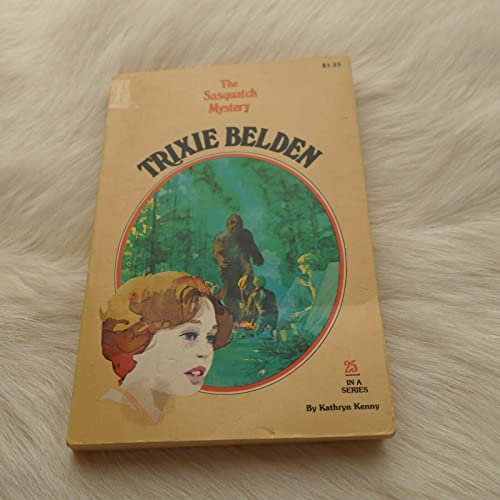 $1.25
The
Sasquatch
Mystery
TRIXIE BELDEN
25
IN A
SERIES
By Kathryn Kenny